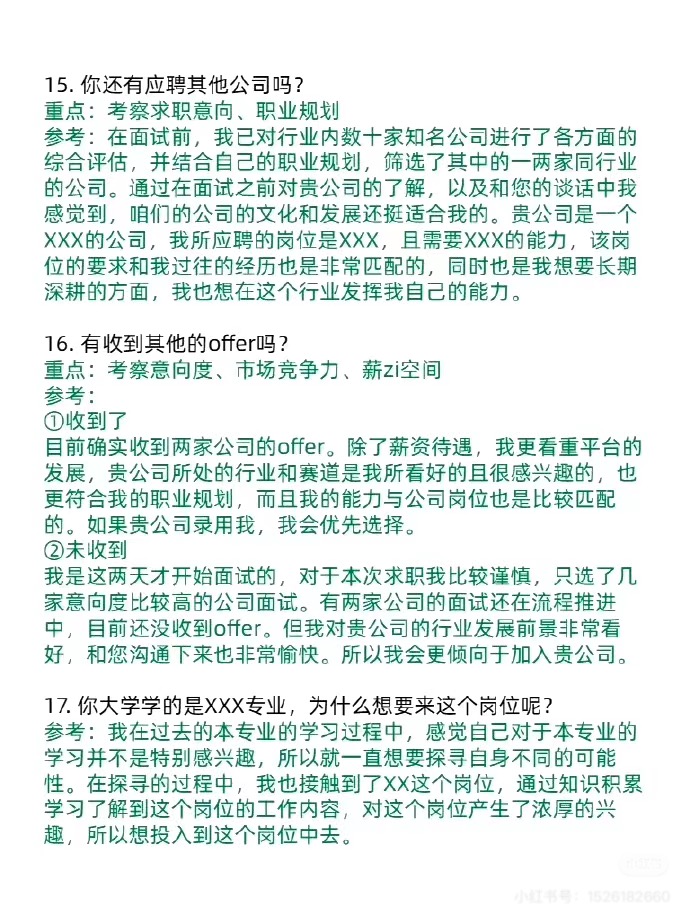 15. 你还有应聘其他公司吗?
重点：考察求职意向、职业规划
参考：在面试前，我已对行业内数十家知名公司进行了各方面的
综合评估，并结合自己的职业规划，筛选了其中的一两家同行业
的公司。通过在面试之前对贵公司的了解，以及和您的谈话中我
感觉到，咱们的公司的文化和发展还挺适合我的。贵公司是一个
XXX的公司，我所应聘的岗位是XXX，且需要XXX的能力，该岗
位的要求和我过往的经历也是非常匹配的，同时也是我想要长期
深耕的方面，我也想在这个行业发挥我自己的能力。
16. 有收到其他的offer吗?
重点：考察意向度、市场竞争力、薪zi空间
参考：
①收到了
目前确实收到两家公司的offer。除了薪资待遇，我更看重平台的
发展，贵公司所处的行业和赛道是我所看好的且很感兴趣的，也
更符合我的职业规划，而且我的能力与公司岗位也是比较匹配
的。如果贵公司录用我，我会优先选择。
②未收到
我是这两天才开始面试的，对于本次求职我比较谨慎，只选了几
家意向度比较高的公司面试。有两家公司的面试还在流程推进
中，目前还没收到offer。但我对贵公司的行业发展前景非常看
好，和您沟通下来也非常愉快。所以我会更倾向于加入贵公司。
17. 你大学学的是XXX专业，为什么想要来这个岗位呢?
参考：我在过去的本专业的学习过程中，感觉自己对于本专业的
学习并不是特别感兴趣，所以就一直想要探寻自身不同的可能
性。在探寻的过程中，我也接触到了XX这个岗位，通过知识积累
学习了解到这个岗位的工作内容，对这个岗位产生了浓厚的兴
趣，所以想投入到这个岗位中去。
小红书号：1526182660